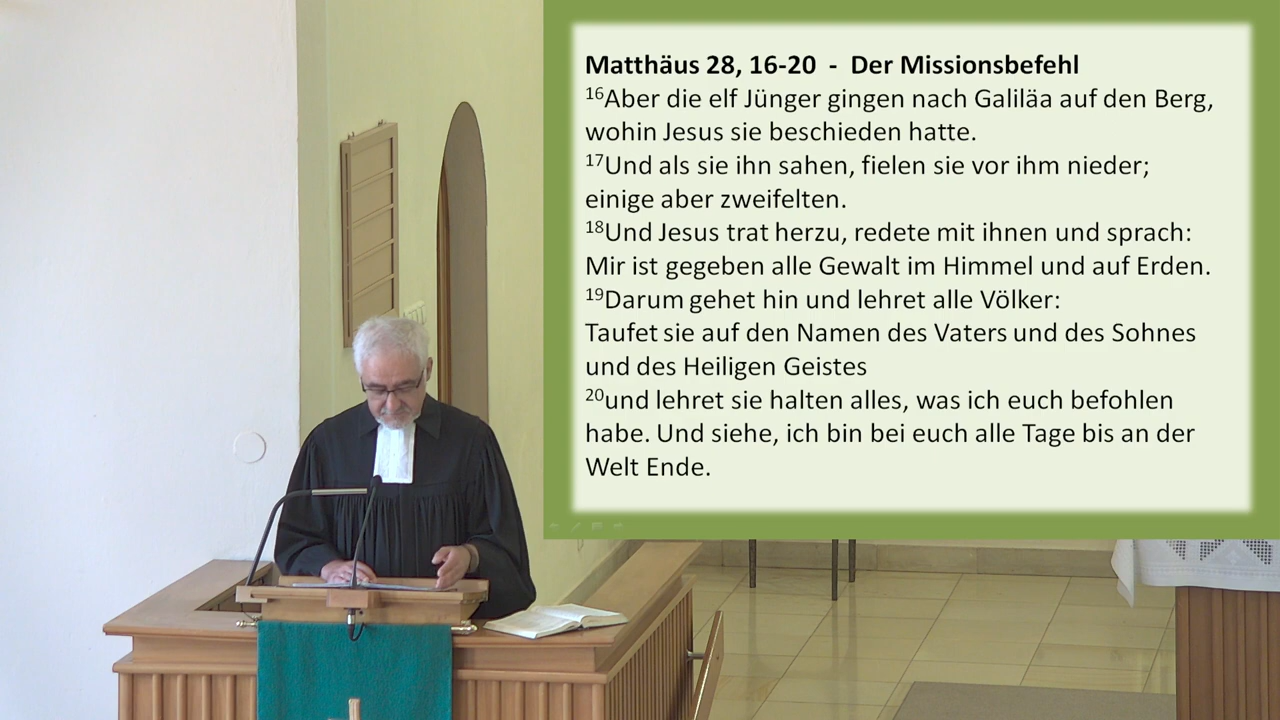 Matthäus 28, 16-20 - Der Missionsbefehl
¹⁶Aber die elf Jünger gingen nach Galiläa auf den Berg,
wohin Jesus sie beschieden hatte.
¹⁷Und als sie ihn sahen, fielen sie vor ihm nieder;
einige aber zweifelten.
¹⁸Und Jesus trat herzu, redete mit ihnen und sprach:
Mir ist gegeben alle Gewalt im Himmel und auf Erden.
¹⁹Darum gehet hin und lehret alle Völker:
Taufet sie auf den Namen des Vaters und des Sohnes
und des Heiligen Geistes
²⁰und lehret sie halten alles, was ich euch befohlen
habe. Und siehe, ich bin bei euch alle Tage bis an der
Welt Ende.